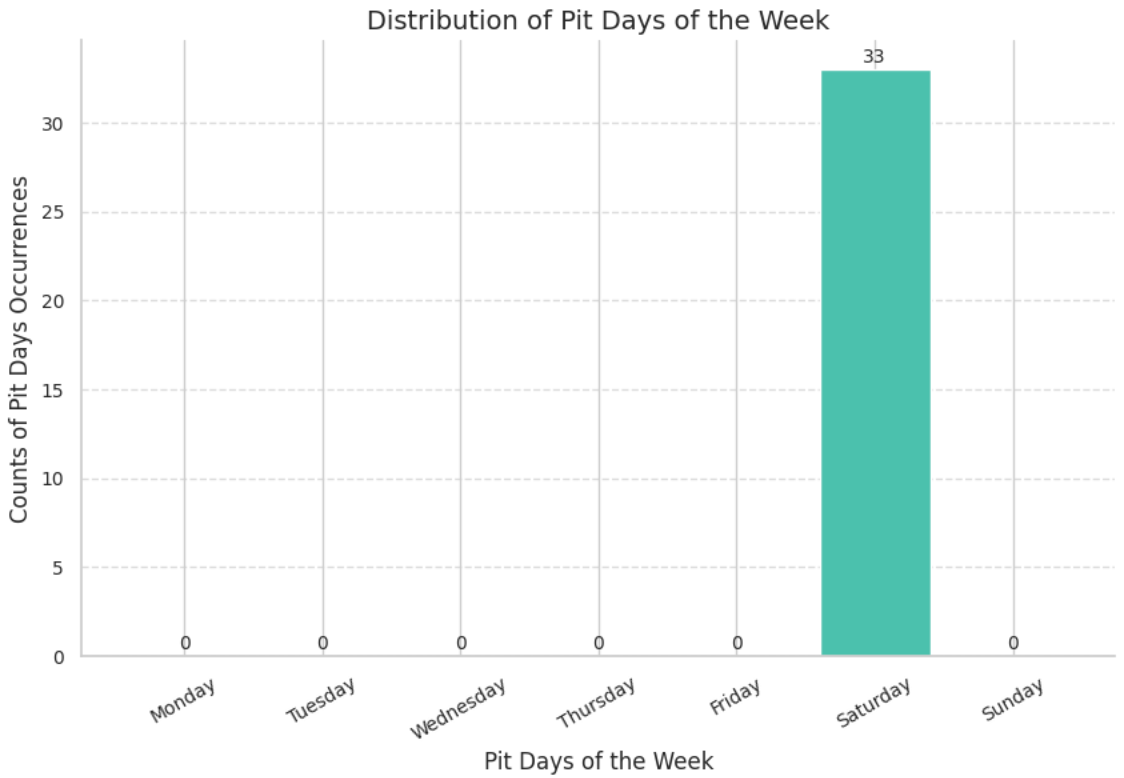 Distribution of Pit Days of the Week
Counts of Pit Days Occurrences
33
30
25
20
15
10
5
0
0 0 0 0 0 0
Monday Tuesday Wednesday Thursday Friday Saturday Sunday
Pit Days of the Week